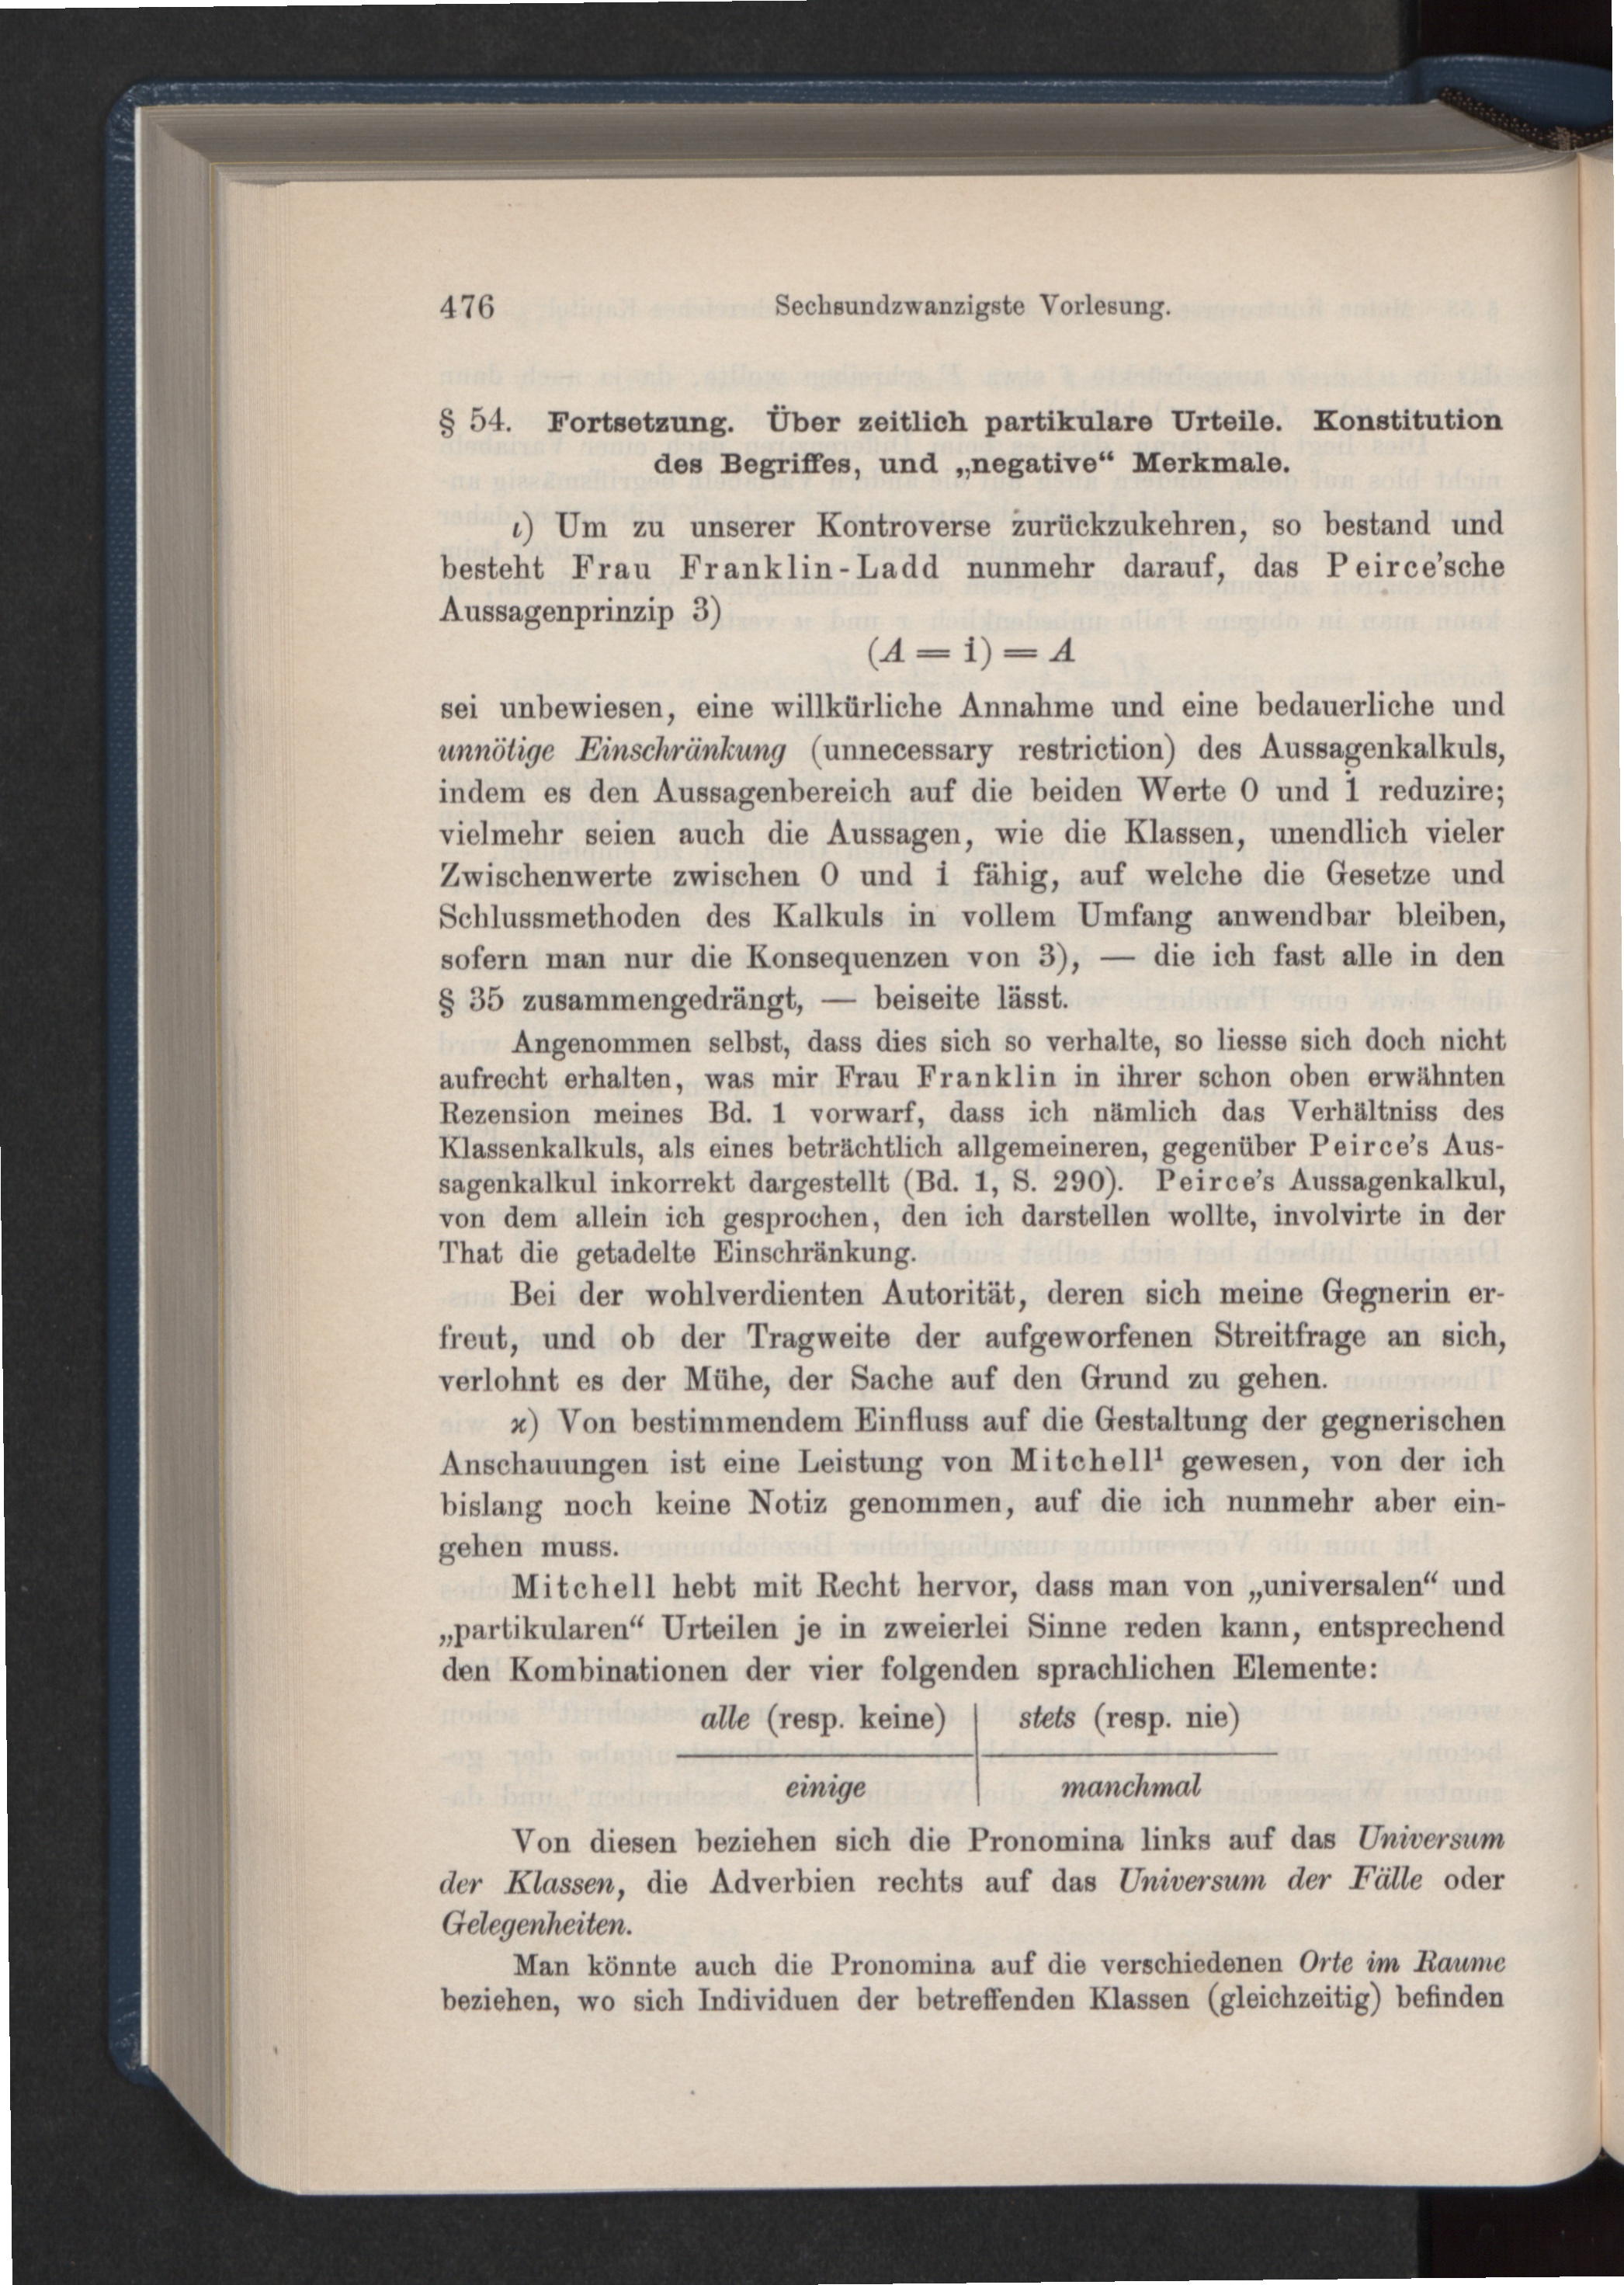 476 Sechsundzwanzigste Vorlesung.
§ 54. Fortsetzung. Über zeitlich partikulare Urteile. Konstitution
des Begriffes, und „negative“ Merkmale.
ι) Um zu unserer Kontroverse zurückzukehren, so bestand und
besteht Frau Franklin-Ladd nunmehr darauf, das Peirce'sche
Aussagenprinzip 3)
(A = i) = A
sei unbewiesen, eine willkürliche Annahme und eine bedauerliche und
unnötige Einschränkung (unnecessary restriction) des Aussagenkalkuls,
indem es den Aussagenbereich auf die beiden Werte 0 und i reduzire;
vielmehr seien auch die Aussagen, wie die Klassen, unendlich vieler
Zwischenwerte zwischen 0 und i fähig, auf welche die Gesetze und
Schlussmethoden des Kalkuls in vollem Umfang anwendbar bleiben,
sofern man nur die Konsequenzen von 3), — die ich fast alle in den
§ 35 zusammengedrängt, — beiseite lässt.
Angenommen selbst, dass dies sich so verhalte, so liesse sich doch nicht
aufrecht erhalten, was mir Frau Franklin in ihrer schon oben erwähnten
Rezension meines Bd. 1 vorwarf, dass ich nämlich das Verhältniss des
Klassenkalkuls, als eines beträchtlich allgemeineren, gegenüber Peirce's Aus-
sagenkalkul inkorrekt dargestellt (Bd. 1, S. 290). Peirce's Aussagenkalkul,
von dem allein ich gesprochen, den ich darstellen wollte, involvirte in der
That die getadelte Einschränkung.
Bei der wohlverdienten Autorität, deren sich meine Gegnerin er-
freut, und ob der Tragweite der aufgeworfenen Streitfrage an sich,
verlohnt es der Mühe, der Sache auf den Grund zu gehen.
ϰ) Von bestimmendem Einfluss auf die Gestaltung der gegnerischen
Anschauungen ist eine Leistung von Mitchell¹ gewesen, von der ich
bislang noch keine Notiz genommen, auf die ich nunmehr aber ein-
gehen muss.
Mitchell hebt mit Recht hervor, dass man von „universalen“ und
„partikularen“ Urteilen je in zweierlei Sinne reden kann, entsprechend
den Kombinationen der vier folgenden sprachlichen Elemente:
alle (resp. keine) stets (resp. nie)
einige manchmal
Von diesen beziehen sich die Pronomina links auf das Universum
der Klassen, die Adverbien rechts auf das Universum der Fälle oder
Gelegenheiten.
Man könnte auch die Pronomina auf die verschiedenen Orte im Raume
beziehen, wo sich Individuen der betreffenden Klassen (gleichzeitig) befinden